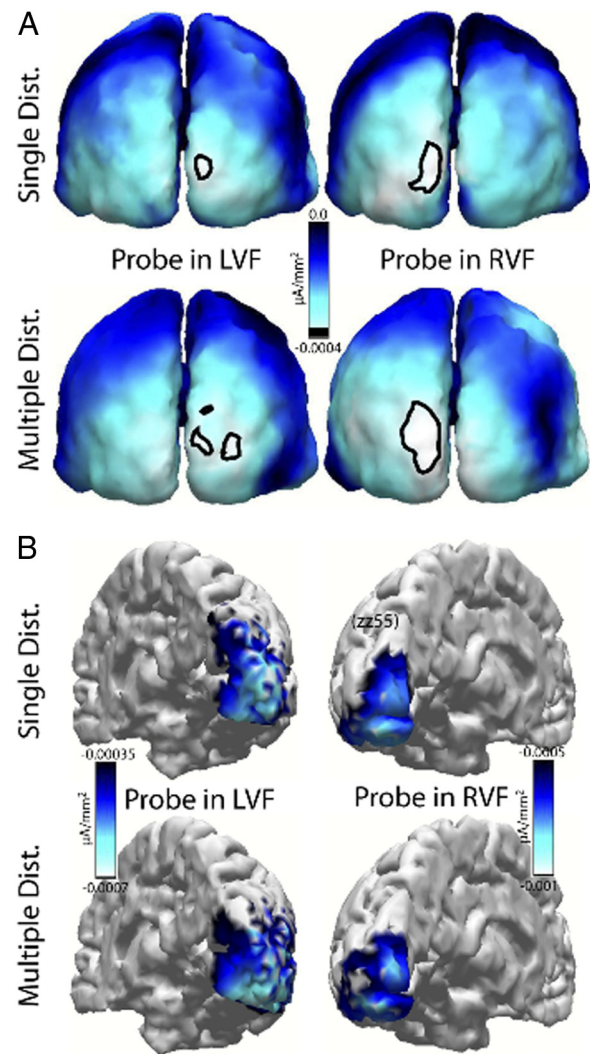 A
Single Dist.
0.0
Probe in LVF
µA/mm²
Probe in RVF
-0.0004
Multiple Dist.
B
Single Dist.
(zz55)
-0.00035
-0.0005
µA/mm²
Probe in LVF
Probe in RVF
µA/mm²
-0.0007
-0.001
Multiple Dist.